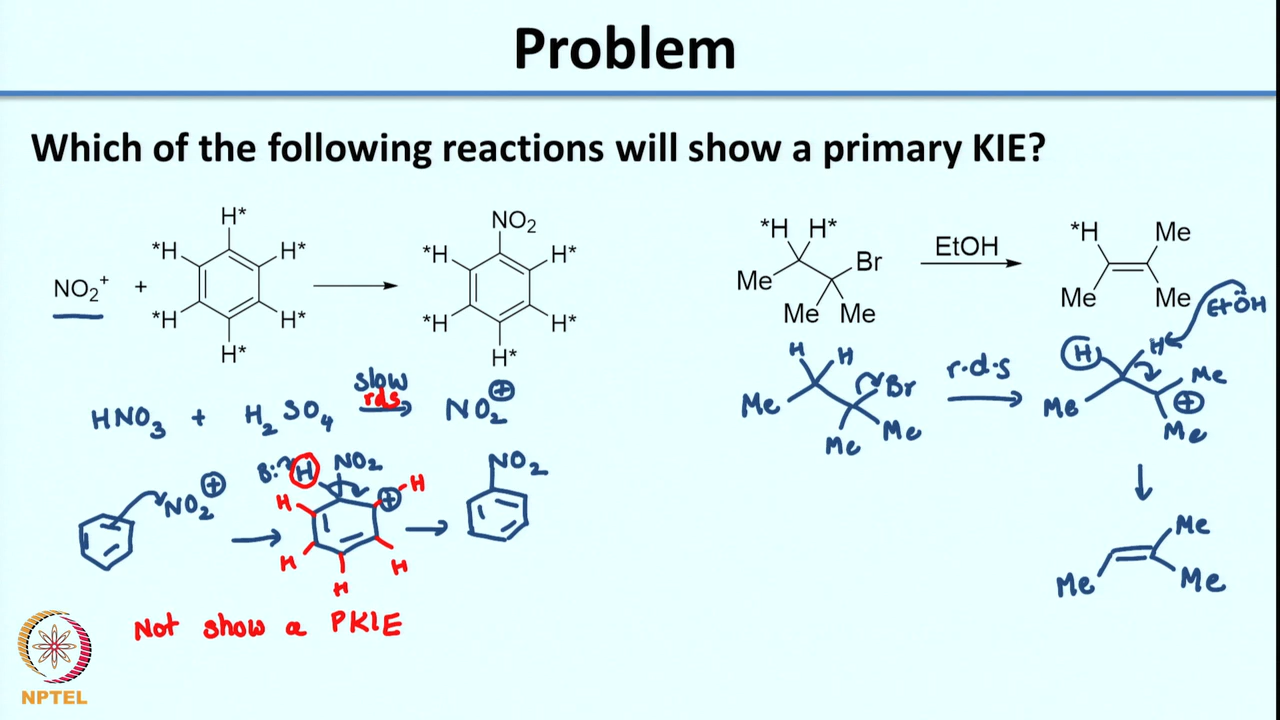 Problem
Which of the following reactions will show a primary KIE?
NO2+ + H* *H H* *H H* H*
NO2 *H H* *H H* H*
*H H* Me Br Me Me EtOH *H Me Me Me
EtÖH
HNO3 + H2SO4 slow rds NO2⊕
H H Me Br Me Me r.d.s H H Me Me ⊕ Me
NO2⊕ B: H NO2 ⊕ H H H H H NO2
Me Me Me
Not show a PKIE
NPTEL